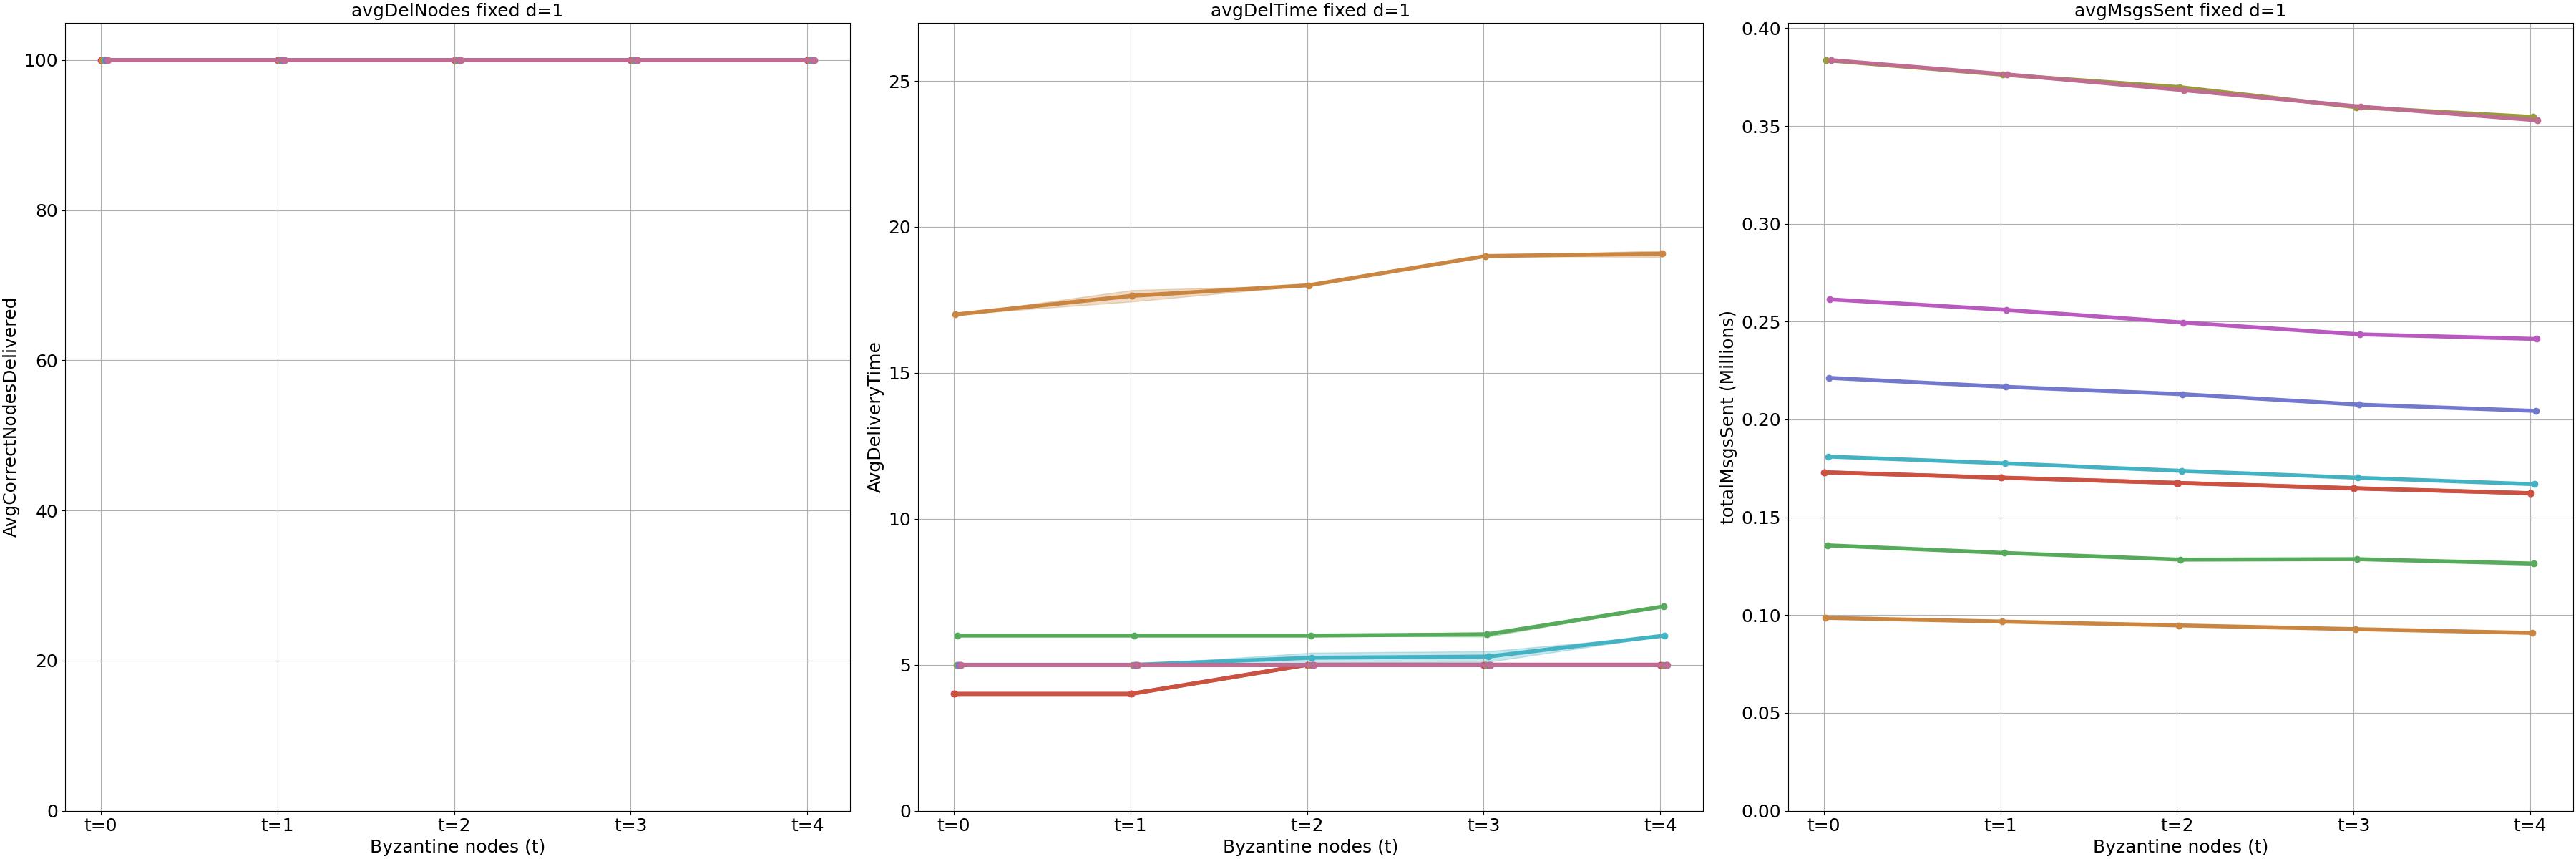 avgDelNodes fixed d=1
AvgCorrectNodesDelivered
100
80
60
40
20
0
t=0 t=1 t=2 t=3 t=4
Byzantine nodes (t)
avgDelTime fixed d=1
AvgDeliveryTime
25
20
15
10
5
0
t=0 t=1 t=2 t=3 t=4
Byzantine nodes (t)
avgMsgsSent fixed d=1
totalMsgsSent (Millions)
0.40
0.35
0.30
0.25
0.20
0.15
0.10
0.05
0.00
t=0 t=1 t=2 t=3 t=4
Byzantine nodes (t)